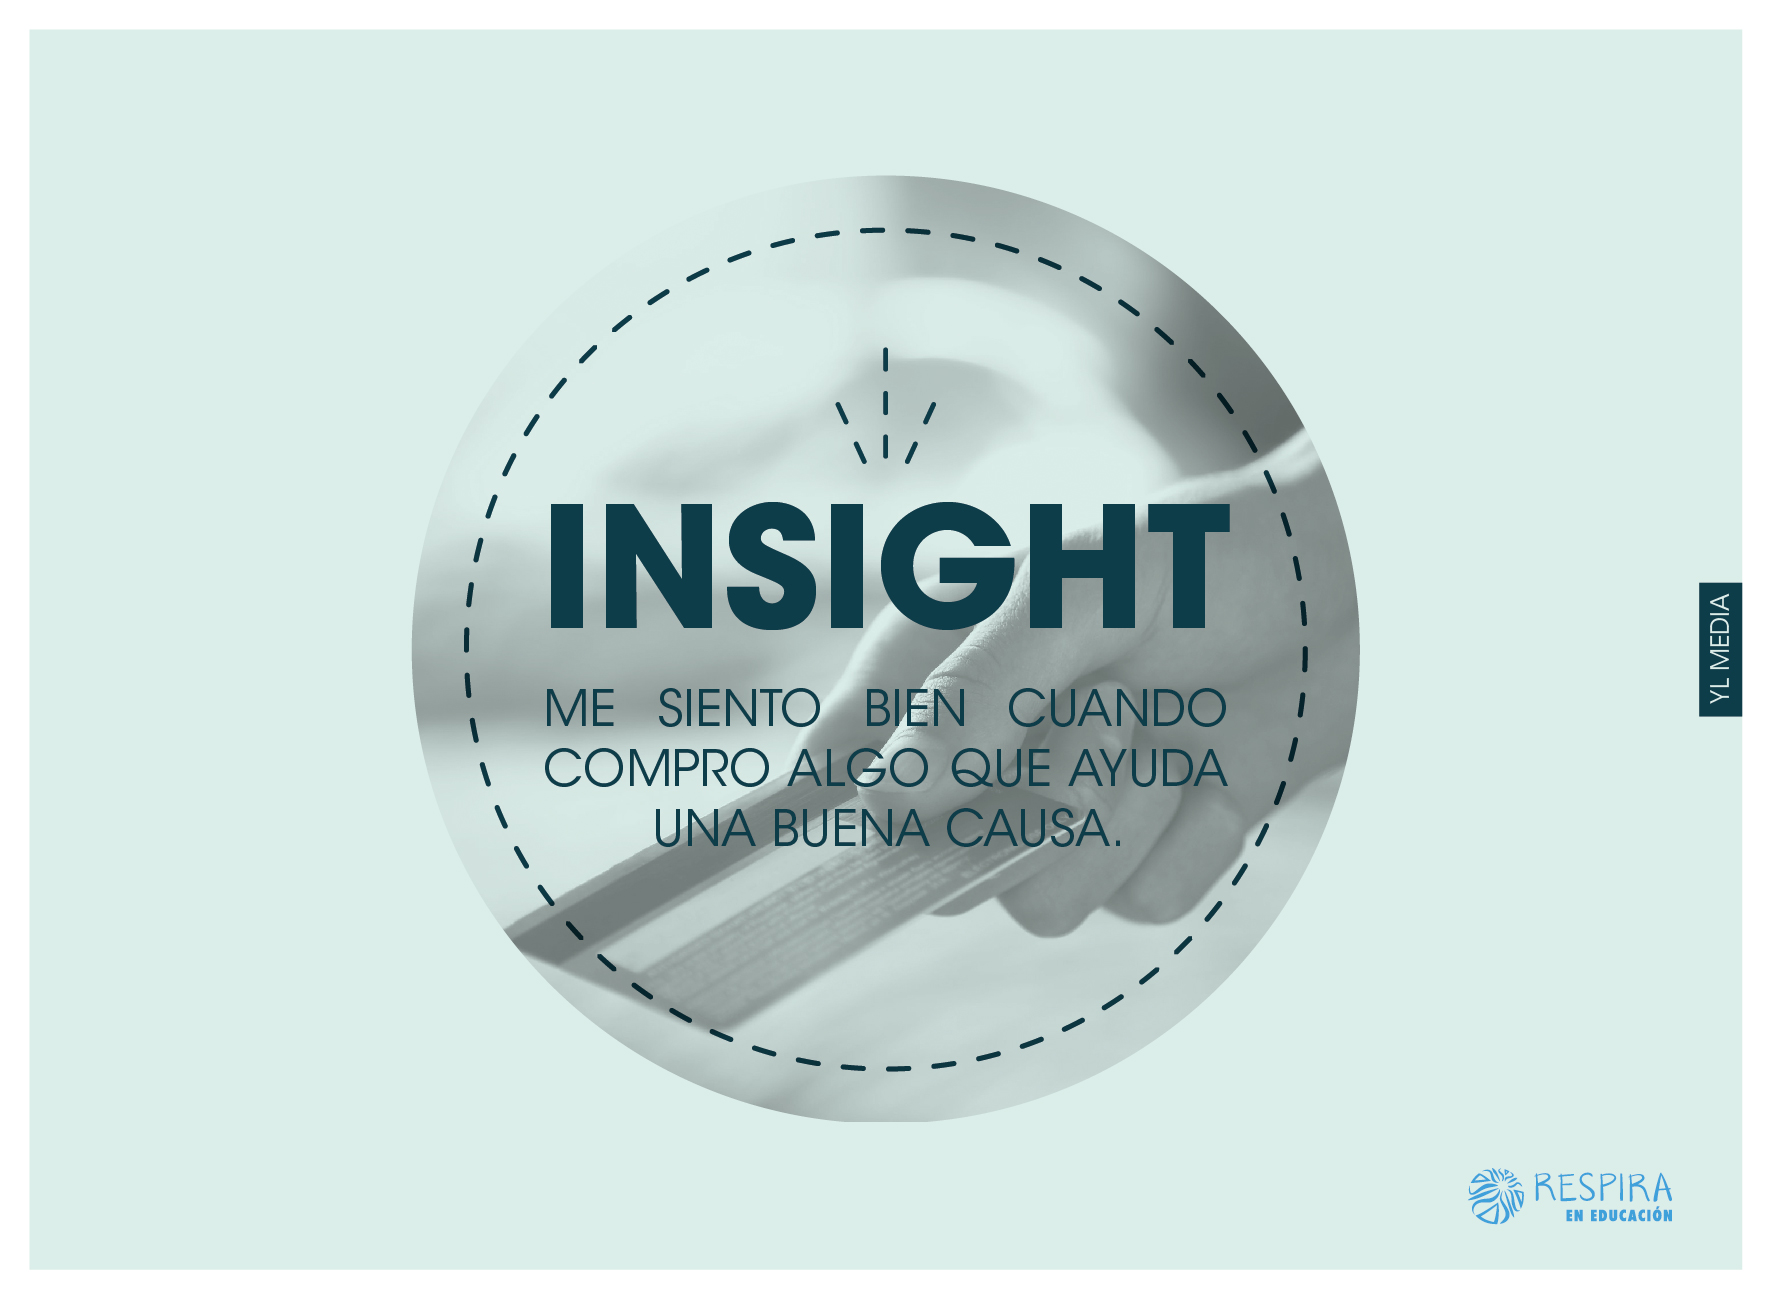 INSIGHT
ME SIENTO BIEN CUANDO
COMPRO ALGO QUE AYUDA
UNA BUENA CAUSA.
YL MEDIA
RESPIRA
EN EDUCACIÓN